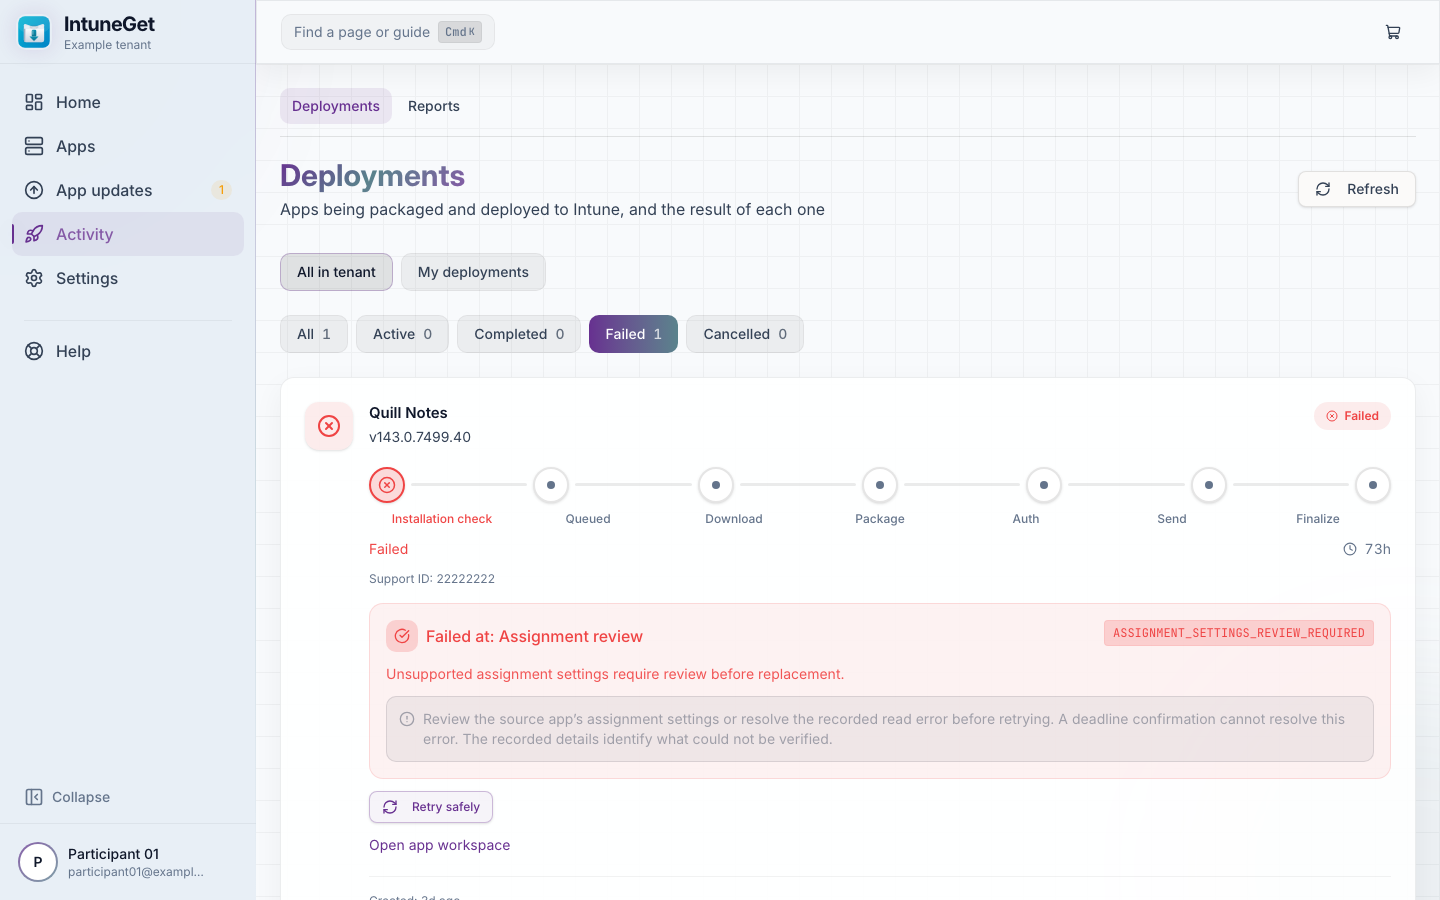 IntuneGet
Example tenant
Find a page or guide Cmd K
Home
Apps
App updates 1
Activity
Settings
Help
Collapse
P
Participant 01
participant01@exampl...
Deployments Reports
Deployments
Apps being packaged and deployed to Intune, and the result of each one
Refresh
All in tenant My deployments
All 1 Active 0 Completed 0 Failed 1 Cancelled 0
Quill Notes
v143.0.7499.40
Failed
Installation check Queued Download Package Auth Send Finalize
Failed 73h
Support ID: 22222222
Failed at: Assignment review ASSIGNMENT_SETTINGS_REVIEW_REQUIRED
Unsupported assignment settings require review before replacement.
Review the source app's assignment settings or resolve the recorded read error before retrying. A deadline confirmation cannot resolve this
error. The recorded details identify what could not be verified.
Retry safely
Open app workspace
Created: 3d ago